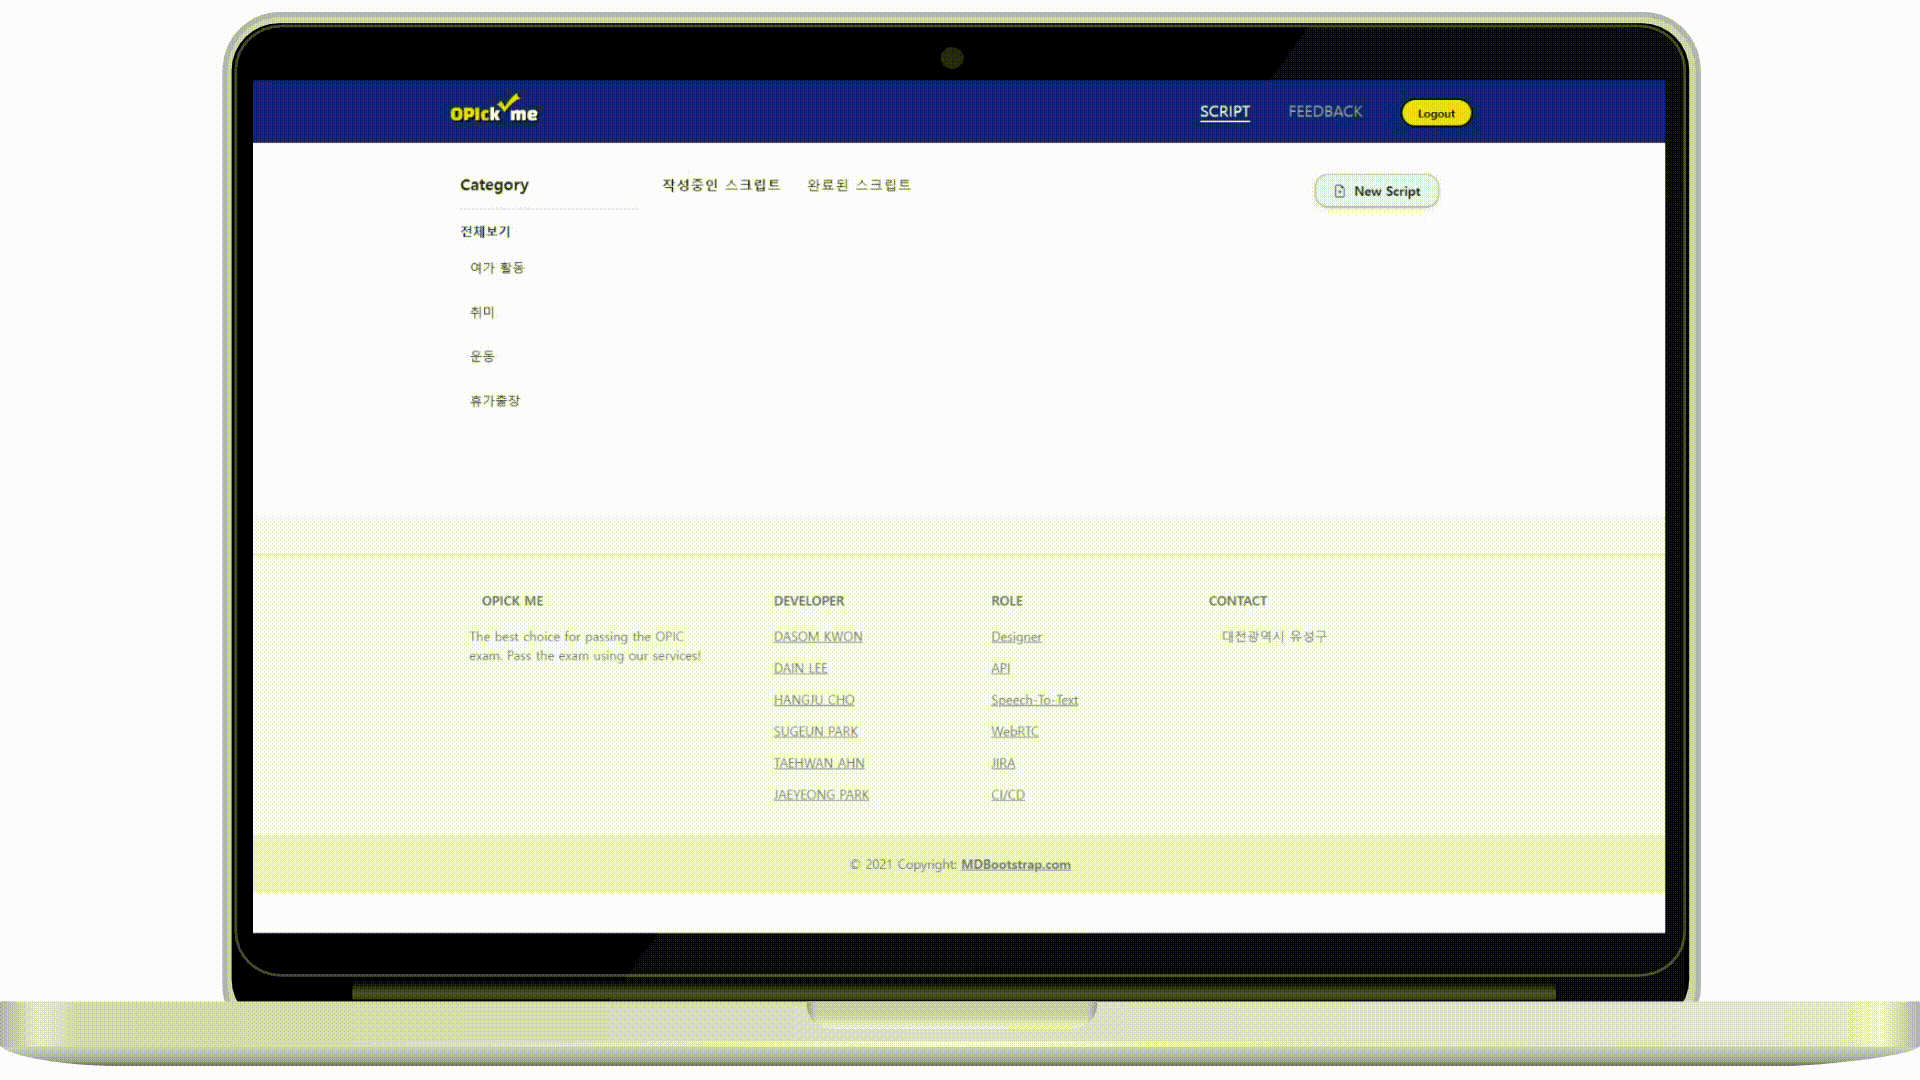 OPIck me
SCRIPT
FEEDBACK
Logout
Category
작성중인 스크립트
완료된 스크립트
New Script
전체보기
여가 활동
취미
운동
휴가출장
OPICK ME
The best choice for passing the OPIC
exam. Pass the exam using our services!
DEVELOPER
DASOM KWON
DAIN LEE
HANGJU CHO
SUGEUN PARK
TAEHWAN AHN
JAEYEONG PARK
ROLE
Designer
API
Speech-To-Text
WebRTC
JIRA
CI/CD
CONTACT
대전광역시 유성구
© 2021 Copyright: MDBootstrap.com